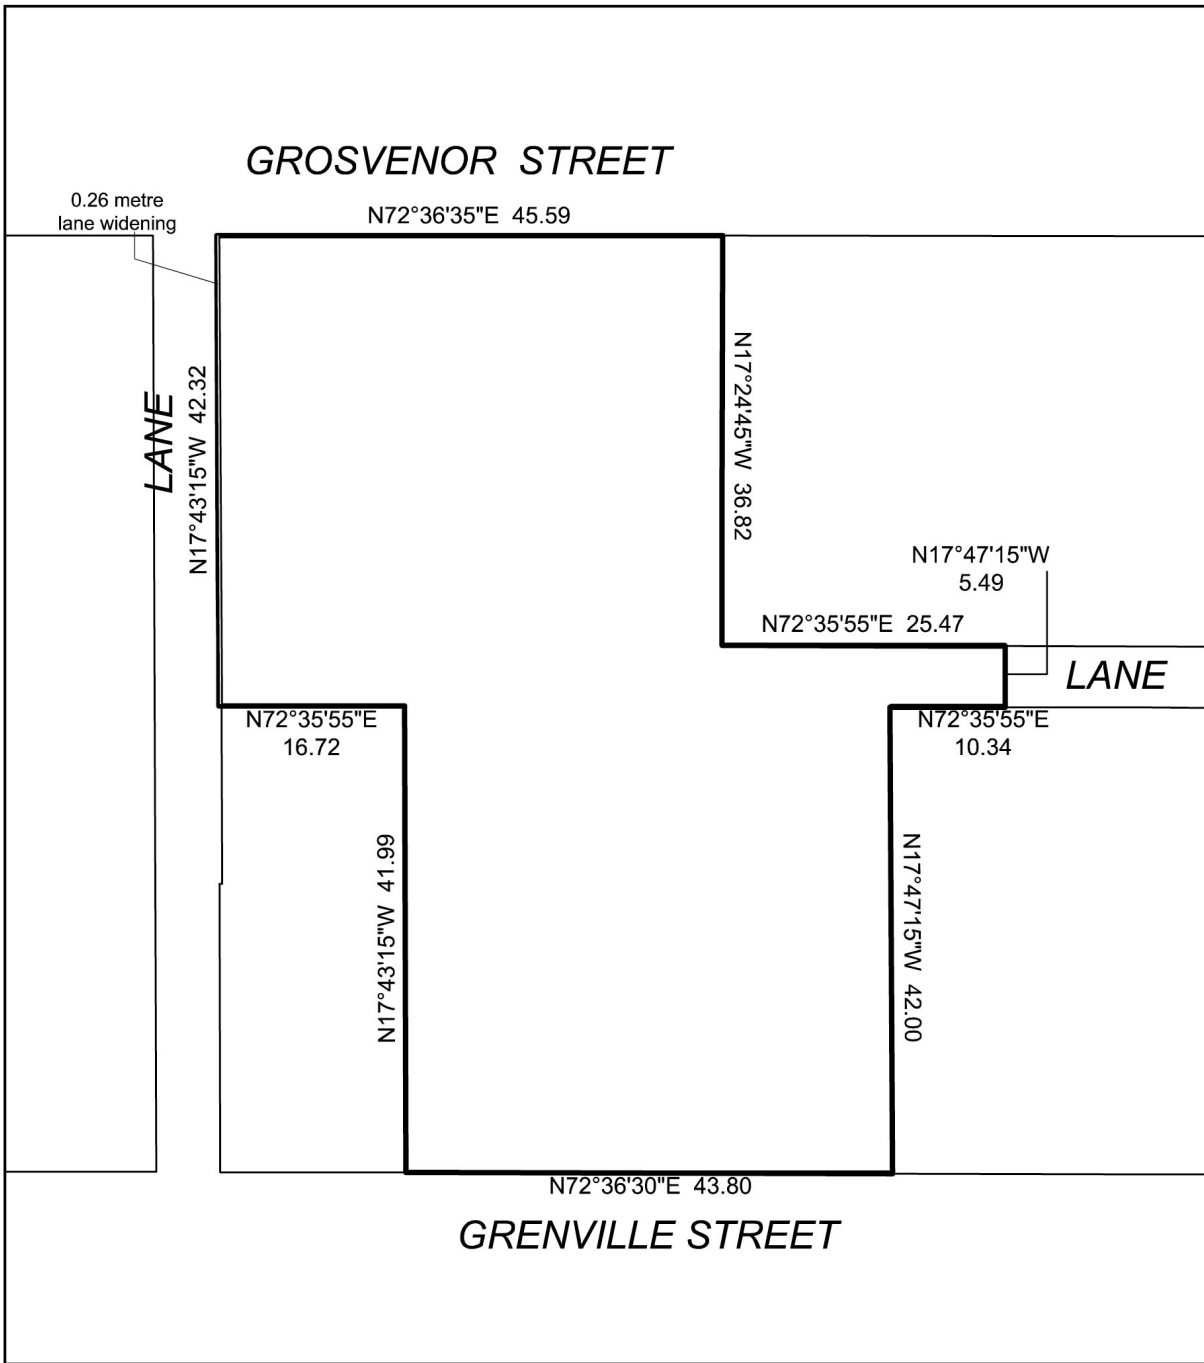 GROSVENOR STREET
0.26 metre
lane widening
N72°36'35"E 45.59
LANE
N17°43'15"W 42.32
N17°24'45"W 36.82
N17°47'15"W
5.49
N72°35'55"E 25.47
LANE
N72°35'55"E
16.72
N72°35'55"E
10.34
N17°43'15"W 41.99
N17°47'15"W 42.00
N72°36'30"E 43.80
GRENVILLE STREET